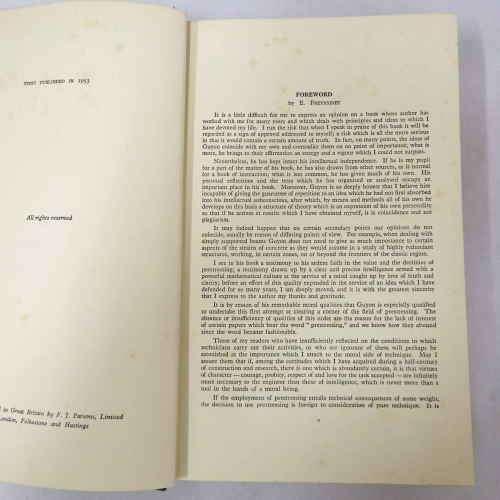 FIRST PUBLISHED IN 1953
All rights reserved
in Great Britain by F. J. Parsons, Limited
London, Folkestone and Hastings
FOREWORD
by E. FREYSSINET
It is a little difficult for me to express an opinion on a book whose author has
worked with me for many years and which deals with principles and ideas to which I
have devoted my life. I run the risk that when I speak in praise of this book it will be
regarded as a sign of approval addressed to myself a risk which is all the more serious
in that it would contain a certain amount of truth. In fact, on many points, the ideas of
Guyon coincide with my own and contradict them on no point of importance; what is
more, he brings to their affirmation an energy and a vigour which I could not surpass.
Nevertheless, he has kept intact his intellectual independence. If he is my pupil
for a part of the matter of his book, he has also drawn from other sources, as is normal
for a book of instruction; what is less common, he has given much of his own. His
personal reflections and the tests which he has organised or analysed occupy an
important place in his book. Moreover, Guyon is so deeply honest that I believe him
incapable of giving the guarantee of repetition to an idea which he had not first absorbed
into his intellectual subconscious, after which, by means and methods all of his own he
develops on this basis a structure of theory which is an expression of his own personality
so that if he arrives at results which I have obtained myself, it is coincidence and not
plagiarism.
It may indeed happen that on certain secondary points our opinions do not
coincide, usually by reason of differing points of view. For example, when dealing with
simply supported beams Guyon does not need to give as much importance to certain
aspects of the strains of concrete as they would assume in a study of highly redundant
structures, working, in certain zones, on or beyond the frontiers of the elastic region.
I see in his book a testimony to his ardent faith in the value and the destinies of
prestressing; a testimony drawn up by a clear and precise intelligence armed with a
powerful mathematical culture at the service of a mind caught up by love of truth and
clarity; before an effort of this quality expended in the service of an idea which I have
defended for so many years, I am deeply moved, and it is with the greatest sincerity
that I express to the author my thanks and gratitude.
It is by reason of his remarkable moral qualities that Guyon is especially qualified
to undertake this first attempt at clearing a corner of the field of prestressing. The
absence or insufficiency of qualities of this order are the reason for the lack of interest
of certain papers which bear the word " prestressing," and we know how they abound
since the word became fashionable.
Those of my readers who have insufficiently reflected on the conditions in which
technicians carry out their activities, or who are ignorant of them will perhaps be
astonished at the importance which I attach to the moral side of technique. May I
assure them that if, among the certitudes which I have acquired during a half-century
of construction and research, there is one which is abundantly certain, it is that virtues
of character — courage, probity, respect of and love for the task accepted — are infinitely
more necessary to the engineer than those of intelligence, which is never more than a
tool in the hands of a moral being.
If the employment of prestressing entails technical consequences of some weight,
the decision to use prestressing is foreign to consideration of pure technique. It is